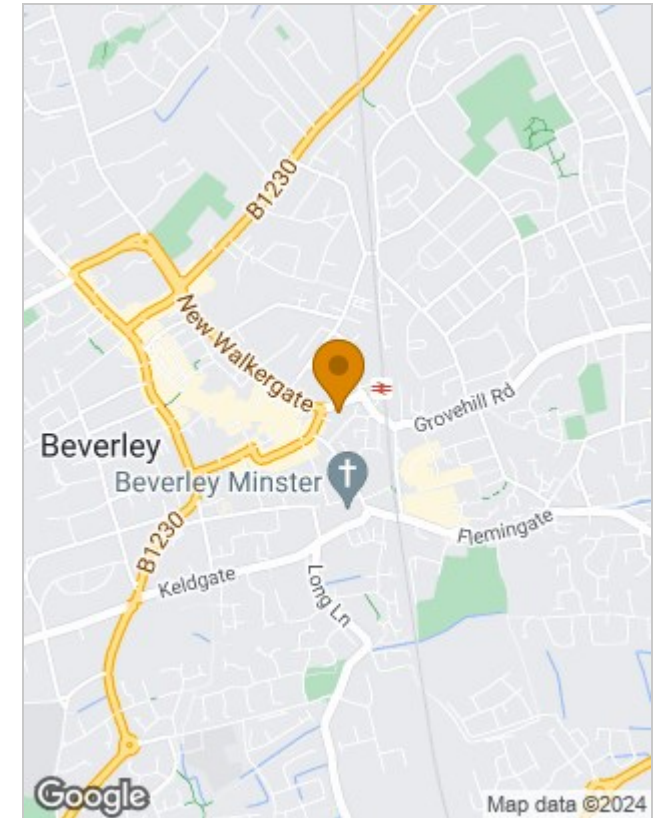 B1230
New Walkergate
Grovehill Rd
Beverley
Beverley Minster
Flemingate
B1230
Keldgate
Long Ln
Google
Map data ©2024